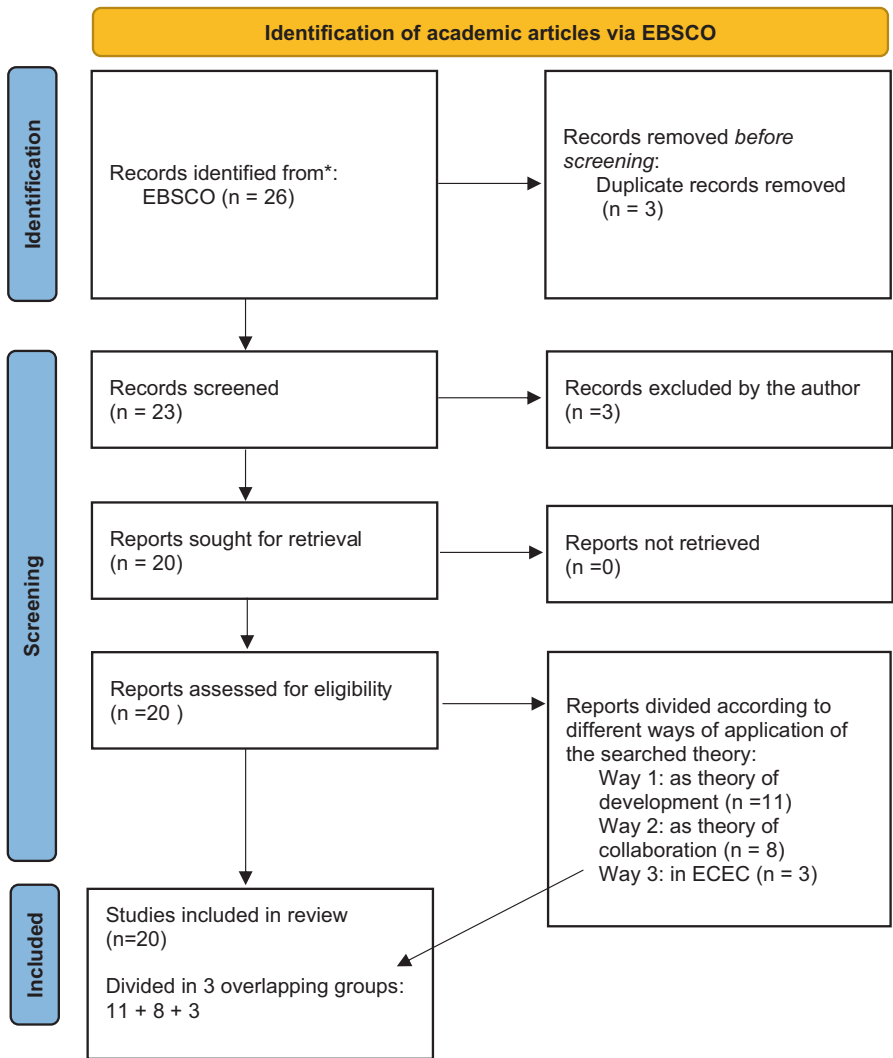 Identification of academic articles via EBSCO
Identification
Records identified from*:
EBSCO (n = 26)
Records removed before
screening:
Duplicate records removed
(n = 3)
Screening
Records screened
(n = 23)
Records excluded by the author
(n =3)
Reports sought for retrieval
(n = 20)
Reports not retrieved
(n =0)
Reports assessed for eligibility
(n =20 )
Reports divided according to
different ways of application of
the searched theory:
Way 1: as theory of
development (n =11)
Way 2: as theory of
collaboration (n = 8)
Way 3: in ECEC (n = 3)
Included
Studies included in review
(n=20)
Divided in 3 overlapping groups:
11 + 8 + 3